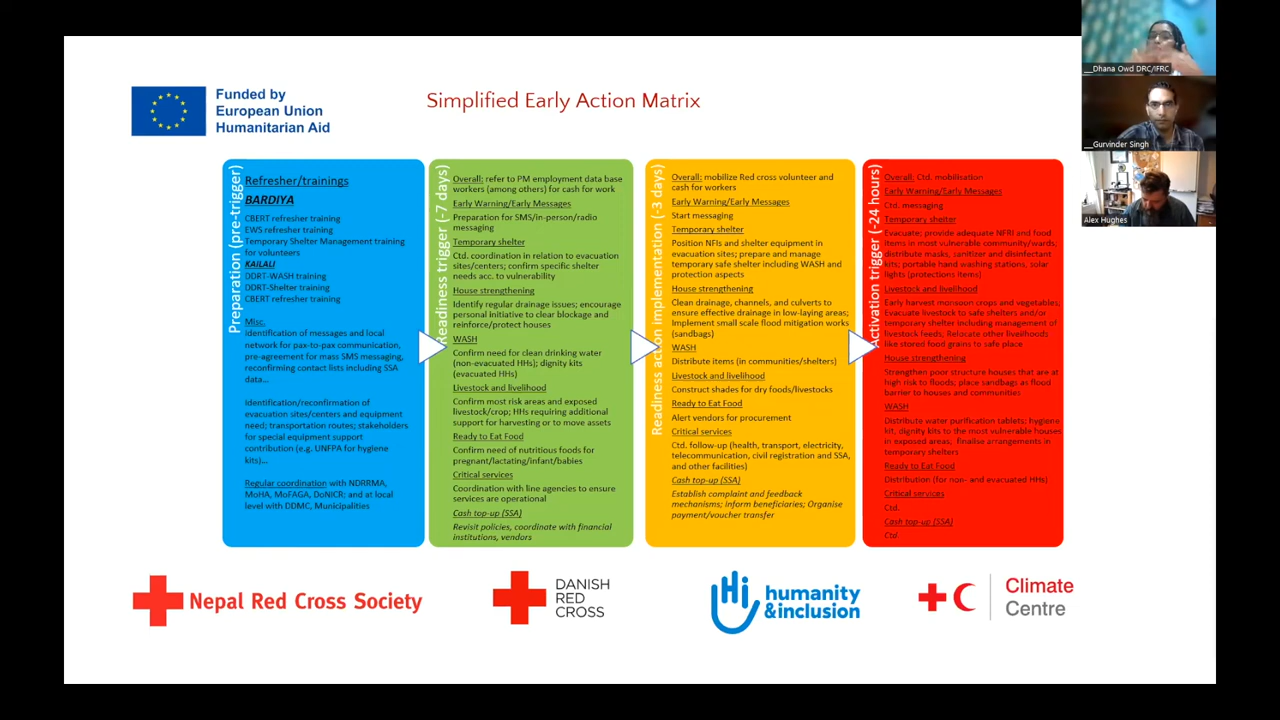 Funded by
European Union
Humanitarian Aid
Simplified Early Action Matrix
Preparation (pre-trigger)
Refresher/trainings
BARDIYA
CBERT refresher training
EWS refresher training
Temporary Shelter Management training
for volunteers
KAILALI
DDRT-WASH training
DDRT-Shelter training
CBERT refresher training
Misc.
Identification of messages and local
network for pax-to-pax communication,
pre-agreement for mass SMS messaging,
reconfirming contact lists including SSA
data...
Identification/reconfirmation of
evacuation sites/centers and equipment
need; transportation routes; stakeholders
for special equipment support
contribution (e.g. UNFPA for hygiene
kits)...
Regular coordination with NDRRMA,
MoHA, MoFAGA, DoNICR; and at local
level with DDMC, Municipalities
Readiness trigger (-7 days)
Overall: refer to PM employment data base
workers (among others) for cash for work
Early Warning/Early Messages
Preparation for SMS/in-person/radio
messaging
Temporary shelter
Ctd. coordination in relation to evacuation
sites/centers; confirm specific shelter
needs acc. to vulnerability
House strengthening
Identify regular drainage issues; encourage
personal initiative to clear blockage and
reinforce/protect houses
WASH
Confirm need for clean drinking water
(non-evacuated HHs); dignity kits
(evacuated HHs)
Livestock and livelihood
Confirm most risk areas and exposed
livestock/crop; HHs requiring additional
support for harvesting or to move assets
Ready to Eat Food
Confirm need of nutritious foods for
pregnant/lactating/infant/babies
Critical services
Coordination with line agencies to ensure
services are operational
Cash top-up (SSA)
Revisit policies, coordinate with financial
institutions, vendors
Readiness action implementation (-3 days)
Overall: mobilize Red cross volunteer and
cash for workers
Early Warning/Early Messages
Start messaging
Temporary shelter
Position NFIs and shelter equipment in
evacuation sites; prepare and manage
temporary safe shelter including WASH and
protection aspects
House strengthening
Clean drainage, channels, and culverts to
ensure effective drainage in low-laying areas;
Implement small scale flood mitigation works
(sandbags)
WASH
Distribute items (in communities/shelters)
Livestock and livelihood
Construct shades for dry foods/livestocks
Ready to Eat Food
Alert vendors for procurement
Critical services
Ctd. follow-up (health, transport, electricity,
telecommunication, civil registration and SSA,
and other facilities)
Cash top-up (SSA)
Establish complaint and feedback
mechanisms; inform beneficiaries; Organise
payment/voucher transfer
Activation trigger (-24 hours)
Overall: Ctd. mobilisation
Early Warning/Early Messages
Ctd. messaging
Temporary shelter
Evacuate; provide adequate NFRI and food
items in most vulnerable community/wards;
distribute masks, sanitizer and disinfectant
kits; portable hand washing stations, solar
lights (protections items)
Livestock and livelihood
Early harvest monsoon crops and vegetables,
Evacuate livestock to safe shelters and/or
temporary shelter including management of
livestock feeds, Relocate other livelihoods
like stored food grains to safe place
House strengthening
Strengthen poor structure houses that are at
high risk to floods; place sandbags as flood
barrier to houses and communities
WASH
Distribute water purification tablets; hygiene
kit, dignity kits to the most vulnerable houses
in exposed areas; finalise arrangements in
temporary shelters
Ready to Eat Food
Distribution (for non- and evacuated HHs)
Critical services
Ctd.
Cash top-up (SSA)
Ctd
Nepal Red Cross Society
DANISH
RED
CROSS
humanity
&inclusion
Climate
Centre
__Dhana Owd DRC/IFRC
__Gurvinder Singh
Alex Hughes